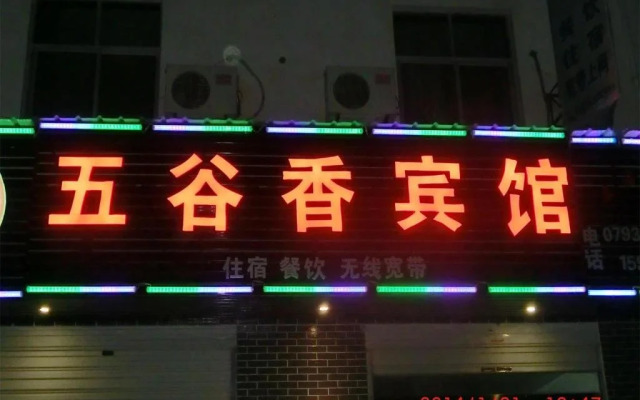 五谷香宾馆
住宿 餐饮 无线宽带
电话 0793
15